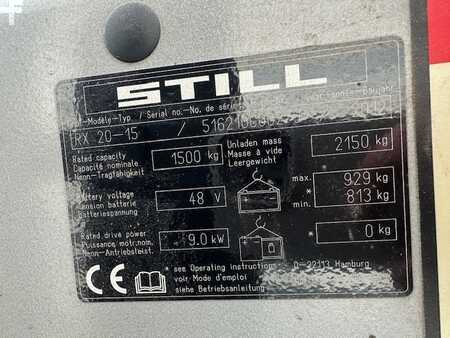 STILL
-Modèle-Typ / Serial no.-No. de série
RX 20-15 / 516210
Rated capacity
Capacité nominale
Nenn-Tragfähigkeit
1500 kg
Unladen mass
Masse à vide
Leergewicht
2150 kg
Battery voltage
Tension batterie
Batteriespannung
48 V
max. 929 kg
* min. 813 kg
Rated drive power
Puissance mótr.nom.
Nenn-Antriebsleist.
9.0 kW
* 0 kg
CE
* see Operating instructions
voir Mode d'emploi
siehe Betriebsanleitung
D-22113 Hamburg